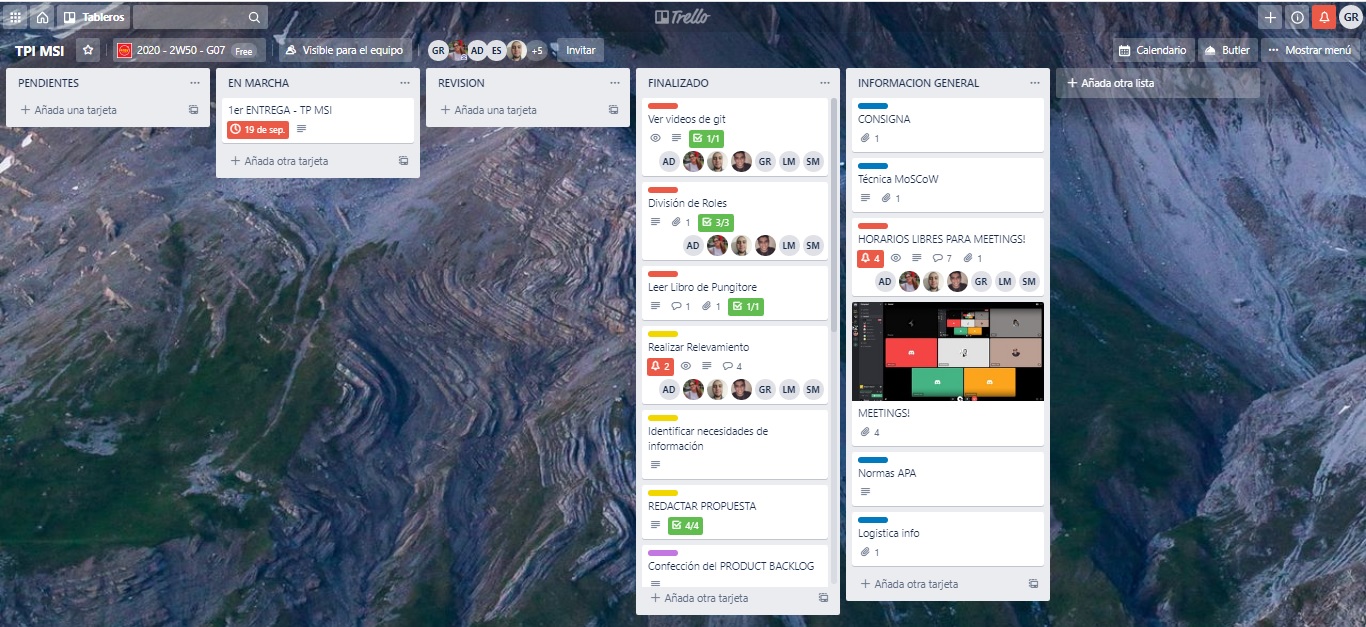 Tableros
Trello
GR
TPI MSI
2020 - 2W50 - G07 Free
Visible para el equipo
GR
AD
ES
+5
Invitar
Calendario
Butler
Mostrar menú
PENDIENTES
+ Añada una tarjeta
EN MARCHA
1er ENTREGA - TP MSI
19 de sep.
+ Añada otra tarjeta
REVISION
+ Añada una tarjeta
FINALIZADO
Ver videos de git
1/1
AD GR LM SM
División de Roles
1 3/3
AD LM SM
Leer Libro de Pungitore
1 1 1/1
Realizar Relevamiento
2 4
AD GR LM SM
Identificar necesidades de
información
REDACTAR PROPUESTA
4/4
Confección del PRODUCT BACKLOG
+ Añada otra tarjeta
INFORMACION GENERAL
CONSIGNA
1
Técnica MoSCoW
1
HORARIOS LIBRES PARA MEETINGS!
4 7 1
AD GR LM SM
MEETINGS!
4
Normas APA
Logistica info
1
+ Añada otra tarjeta
+ Añada otra lista